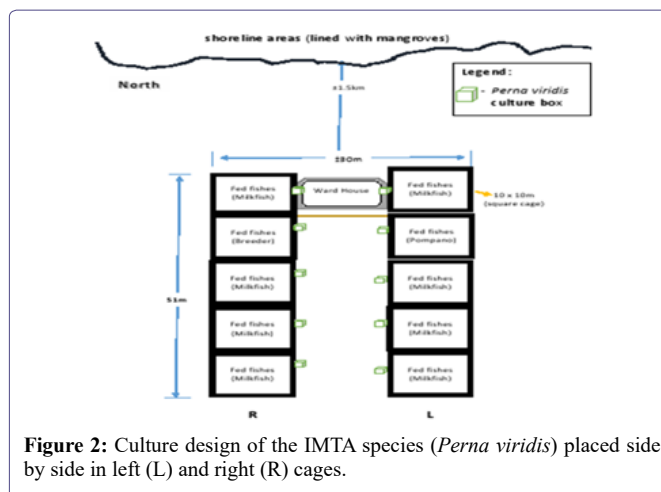 shoreline areas (lined with mangroves)
North
Legend:
- Perna viridis
culture box
±1.5km
±80m
Fed fishes
(Milkfish)
Ward House
Fed fishes
(Milkfish)
10 x 10m
(square cage)
Fed fishes
(Breeder)
Fed fishes
(Pompano)
51m
Fed fishes
(Milkfish)
Fed fishes
(Milkfish)
Fed fishes
(Milkfish)
Fed fishes
(Milkfish)
Fed fishes
(Milkfish)
Fed fishes
(Milkfish)
R
L
Figure 2: Culture design of the IMTA species (Perna viridis) placed side
by side in left (L) and right (R) cages.